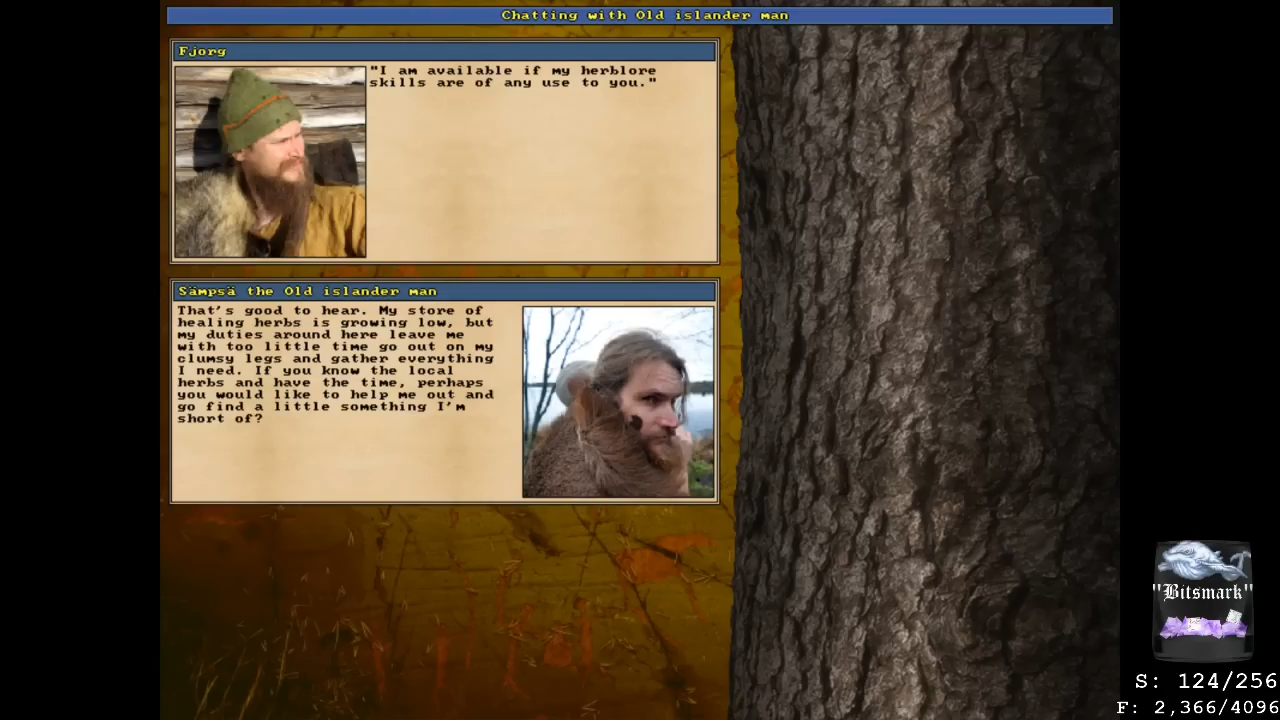 Chatting with Old islander man
Fjorg
"I am available if my herblore
skills are of any use to you."
Sämpsä the Old islander man
That's good to hear. My store of
healing herbs is growing low, but
my duties around here leave me
with too little time go out on my
clumsy legs and gather everything
I need. If you know the local
herbs and have the time, perhaps
you would like to help me out and
go find a little something I'm
short of?
"Bitsmark"
S: 124/256
F: 2,366/4096